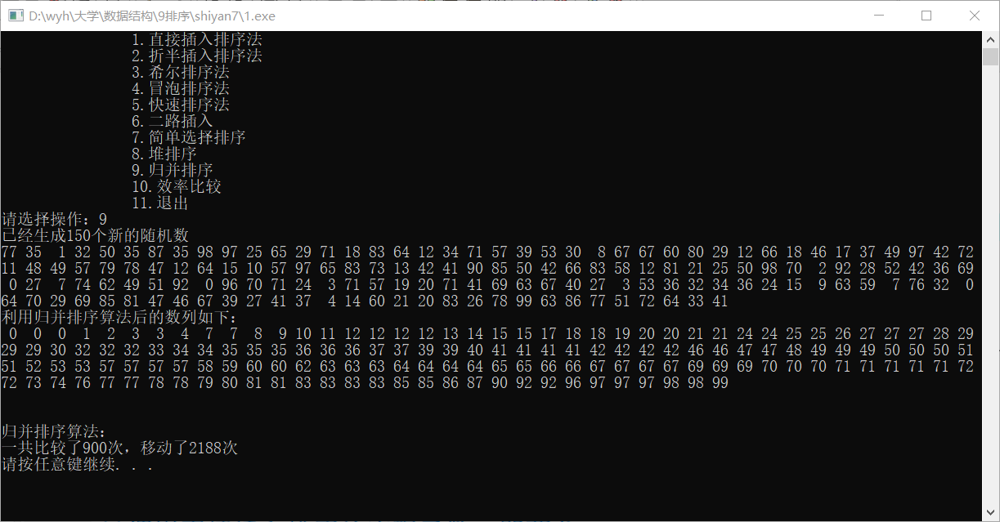 D:\wyh\大学\数据结构\9排序\shiyan7\1.exe
1.直接插入排序法
2.折半插入排序法
3.希尔排序法
4.冒泡排序法
5.快速排序法
6.二路插入
7.简单选择排序
8.堆排序
9.归并排序
10.效率比较
11.退出
请选择操作：9
已经生成150个新的随机数
77 35  1 32 50 35 87 35 98 97 25 65 29 71 18 83 64 12 34 71 57 39 53 30  8 67 67 60 80 29 12 66 18 46 17 37 49 97 42 72
11 48 49 57 79 78 47 12 64 15 10 57 97 65 83 73 13 42 41 90 85 50 42 66 83 58 12 81 21 25 50 98 70  2 92 28 52 42 36 69
 0 27  7 74 62 49 51 92  0 96 70 71 24  3 71 57 19 20 71 41 69 63 67 40 27  3 53 36 32 34 36 24 15  9 63 59  7 76 32  0
64 70 29 69 85 81 47 46 67 39 27 41 37  4 14 60 21 20 83 26 78 99 63 86 77 51 72 64 33 41
利用归并排序算法后的数列如下：
 0  0  0  1  2  3  3  4  7  7  8  9 10 11 12 12 12 12 13 14 15 15 17 18 18 19 20 20 21 21 24 24 25 25 26 27 27 27 28 29
29 29 30 32 32 32 33 34 34 35 35 35 36 36 36 37 37 39 39 40 41 41 41 41 42 42 42 42 46 46 47 47 48 49 49 49 50 50 50 51
51 52 53 53 57 57 57 57 58 59 60 60 62 63 63 63 64 64 64 64 65 65 66 66 67 67 67 67 69 69 69 70 70 70 71 71 71 71 71 72
72 73 74 76 77 77 78 78 79 80 81 81 83 83 83 83 85 85 86 87 90 92 92 96 97 97 97 98 98 99
归并排序算法：
一共比较了900次，移动了2188次
请按任意键继续. . .